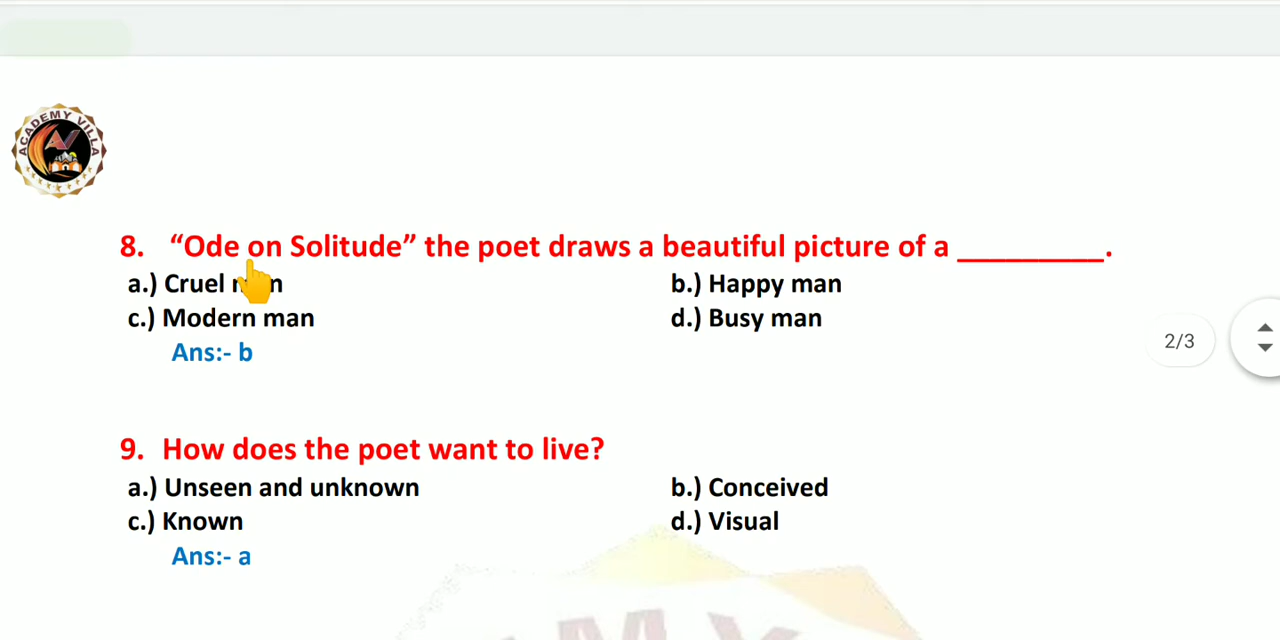 ACADEMY VILLA
AV
8. “Ode on Solitude” the poet draws a beautiful picture of a __________.
a.) Cruel n
b.) Happy man
c.) Modern man
d.) Busy man
Ans:- b
2/3
9. How does the poet want to live?
a.) Unseen and unknown
b.) Conceived
c.) Known
d.) Visual
Ans:- a